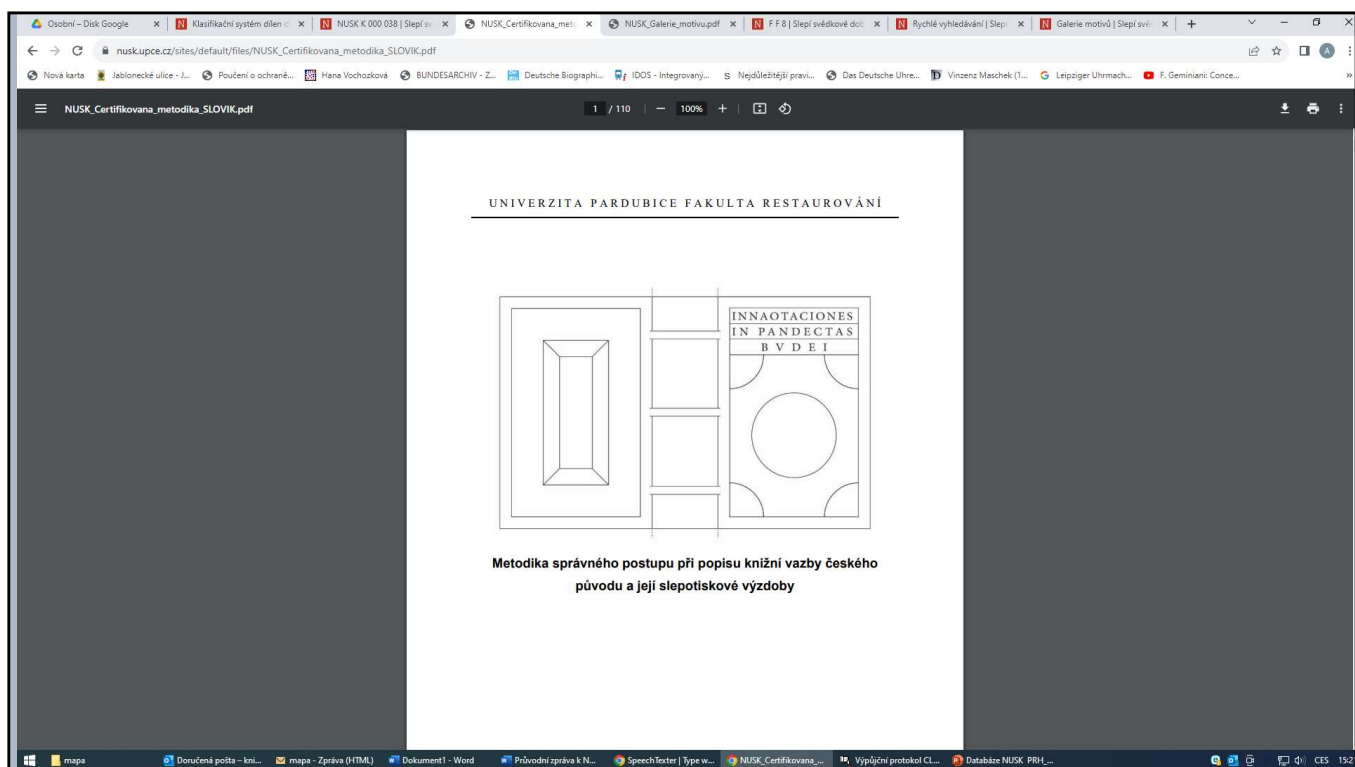 Osobní – Disk Google
Klasifikační systém dílen
NUSK K 000 038 | Slepí sv
NUSK_Certifikovana_meto
NUSK_Galerie_motivu.pdf
F F 8 | Slepí svědkové dob
Rychlé vyhledávání | Slepí
Galerie motivů | Slepí své
nusk.upce.cz/sites/default/files/NUSK_Certifikovana_metodika_SLOVIK.pdf
A
Nová karta
Jablonecké ulice - J...
Poučení o ochraně...
Hana Vochozková
BUNDESARCHIV - Z...
Deutsche Biographi...
IDOS - Integrovaný...
S Nejdůležitější pravi...
Das Deutsche Uhre...
Vinzenz Maschek (1...
Leipziger Uhrmach...
F. Geminiani: Conce...
NUSK_Certifikovana_metodika_SLOVIK.pdf
1 / 110
100%
UNIVERZITA PARDUBICE FAKULTA RESTAUROVÁNÍ
INNAOTACIONES
IN PANDECTAS
BVDEI
Metodika správného postupu při popisu knižní vazby českého
původu a její slepotiskové výzdoby
mapa
Doručená pošta – kni...
mapa - Zpráva (HTML)
Dokument1 - Word
Průvodní zpráva k N...
SpeechTexter | Type w...
NUSK_Certifikovana_...
Výpůjční protokol CL...
Databáze NUSK PRH_...
CES